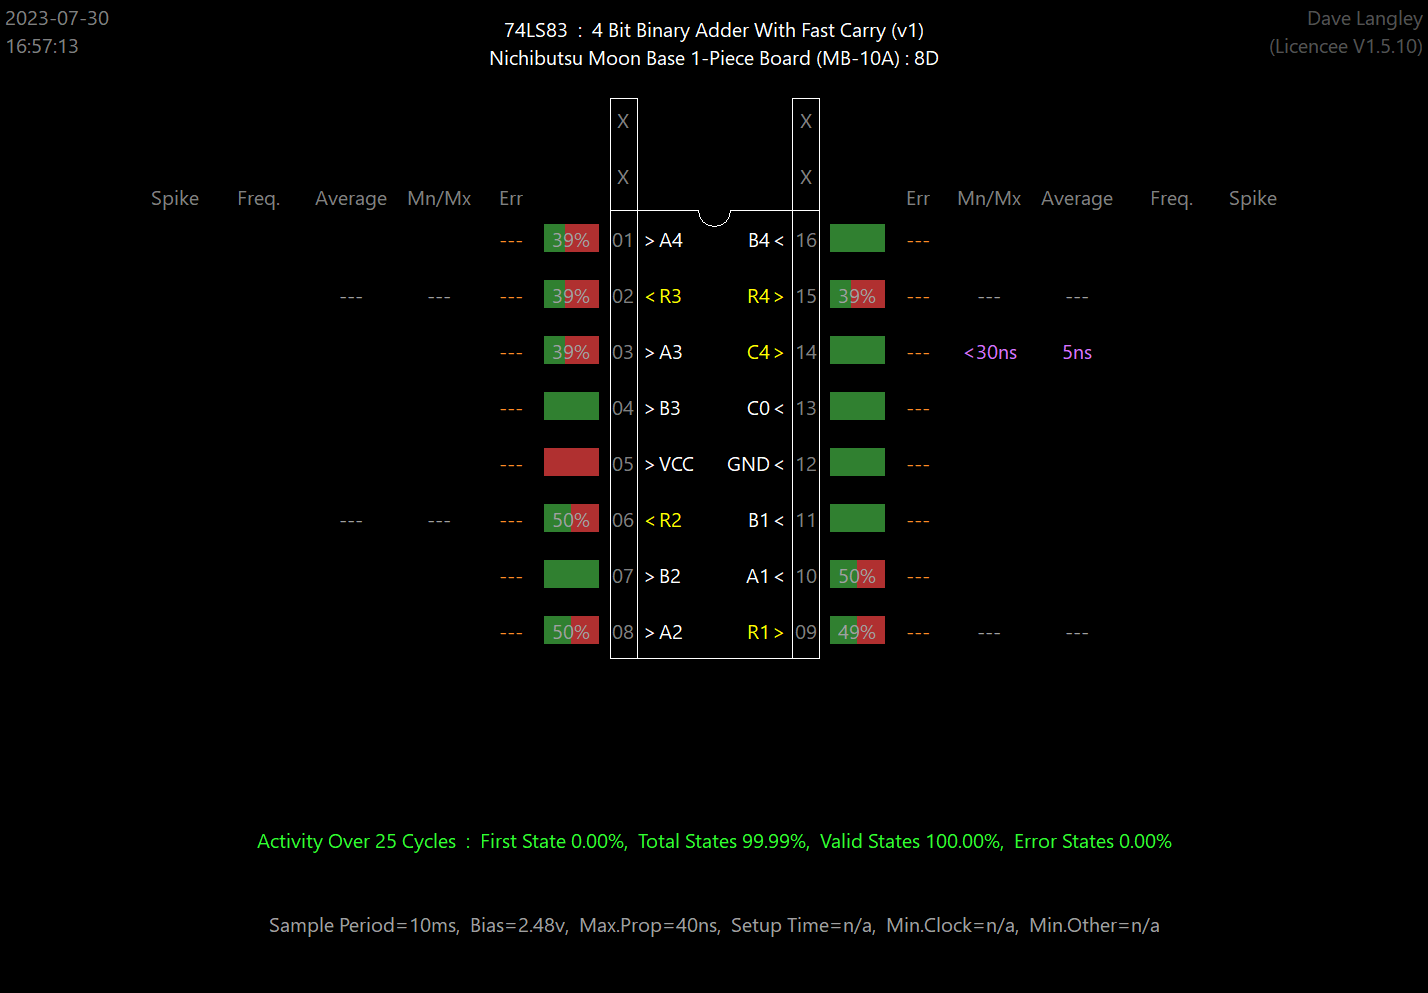 2023-07-30
16:57:13
74LS83 : 4 Bit Binary Adder With Fast Carry (v1)
Nichibutsu Moon Base 1-Piece Board (MB-10A) : 8D
Dave Langley
(Licencee V1.5.10)
X X
X X
Spike Freq. Average Mn/Mx Err Err Mn/Mx Average Freq. Spike
--- 39% 01 > A4 B4 < 16 ---
--- --- --- 39% 02 < R3 R4 > 15 39% --- --- ---
--- 39% 03 > A3 C4 > 14 --- <30ns 5ns
--- 04 > B3 C0 < 13 ---
--- 05 > VCC GND < 12 ---
--- --- --- 50% 06 < R2 B1 < 11 ---
--- 07 > B2 A1 < 10 50% ---
--- 50% 08 > A2 R1 > 09 49% --- --- ---
Activity Over 25 Cycles : First State 0.00%, Total States 99.99%, Valid States 100.00%, Error States 0.00%
Sample Period=10ms, Bias=2.48v, Max.Prop=40ns, Setup Time=n/a, Min.Clock=n/a, Min.Other=n/a